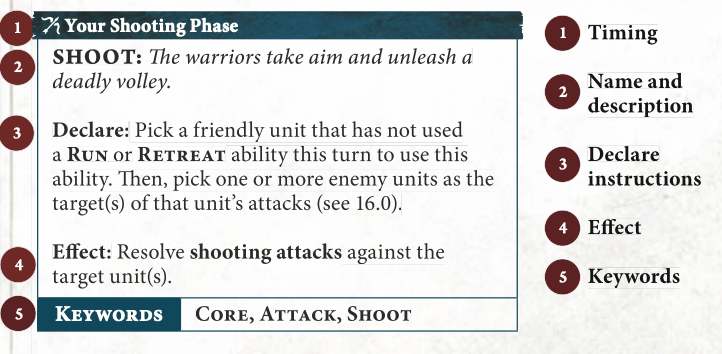 1 Your Shooting Phase
2 SHOOT: The warriors take aim and unleash a
deadly volley.
3 Declare: Pick a friendly unit that has not used
a RUN or RETREAT ability this turn to use this
ability. Then, pick one or more enemy units as the
target(s) of that unit's attacks (see 16.0).
4 Effect: Resolve shooting attacks against the
target unit(s).
5 KEYWORDS CORE, ATTACK, SHOOT
1 Timing
2 Name and
description
3 Declare
instructions
4 Effect
5 Keywords